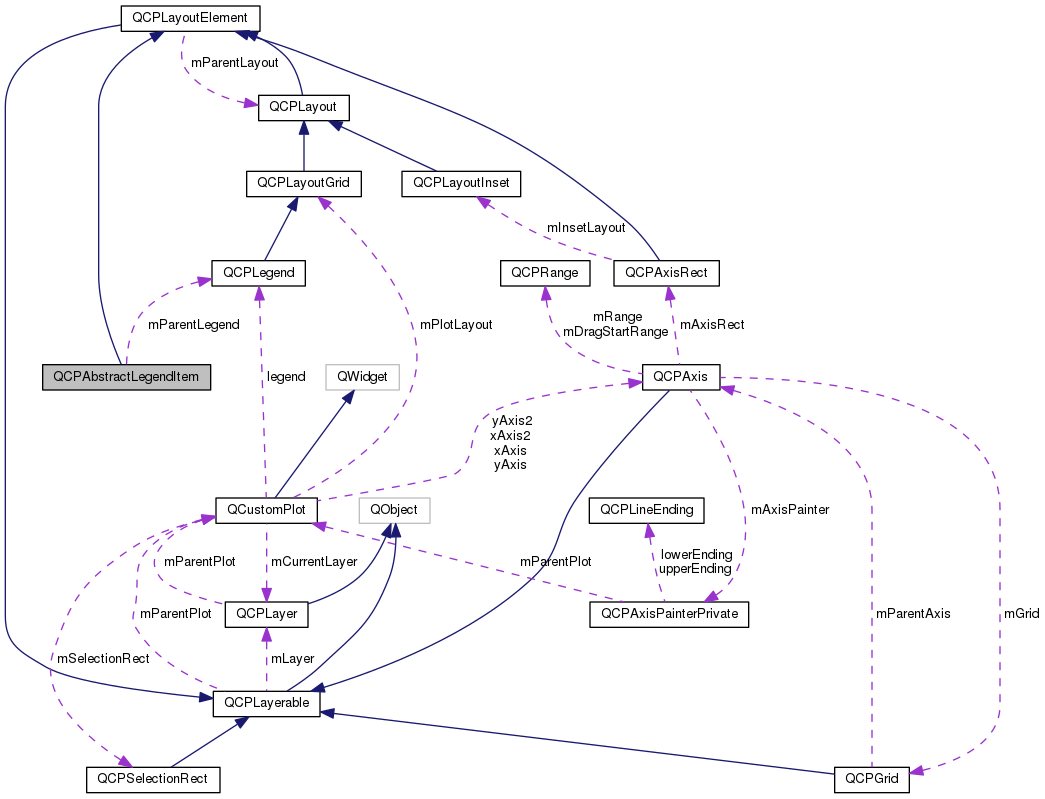 QCPLayoutElement
mParentLayout
QCPLayout
QCPLayoutGrid
QCPLayoutInset
mInsetLayout
QCPLegend
QCPRange
QCPAxisRect
mParentLegend
mPlotLayout
mRange
mDragStartRange
mAxisRect
QCPAbstractLegendItem
legend
QWidget
QCPAxis
yAxis2
xAxis2
xAxis
yAxis
QCustomPlot
QObject
QCPLineEnding
mAxisPainter
mParentPlot
mCurrentLayer
mParentPlot
lowerEnding
upperEnding
mParentPlot
QCPLayer
QCPAxisPainterPrivate
mParentAxis
mGrid
mSelectionRect
mLayer
QCPLayerable
QCPSelectionRect
QCPGrid